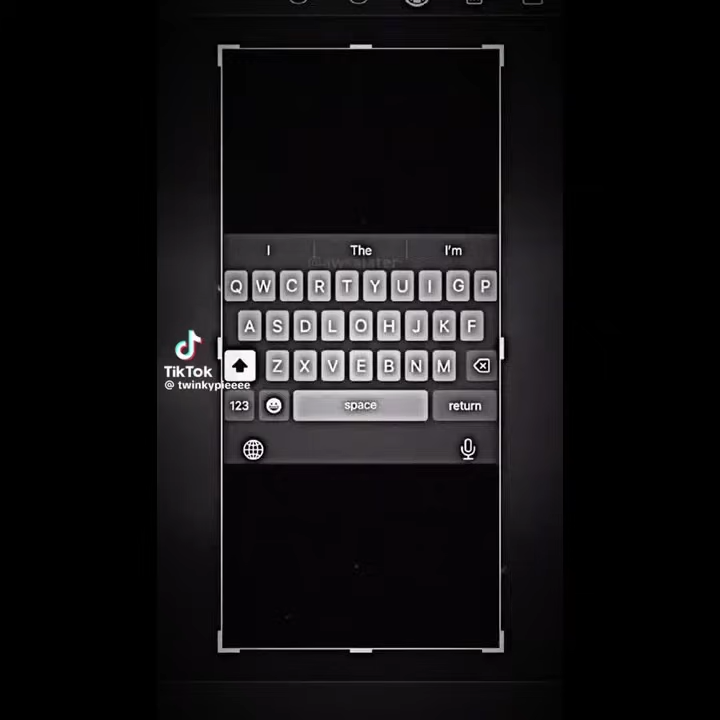 I The I'm
Q W C R T Y U I G P
A S D L O H J K F
Z X V E B N M
TikTok
@ twinkypieeee
123 space return